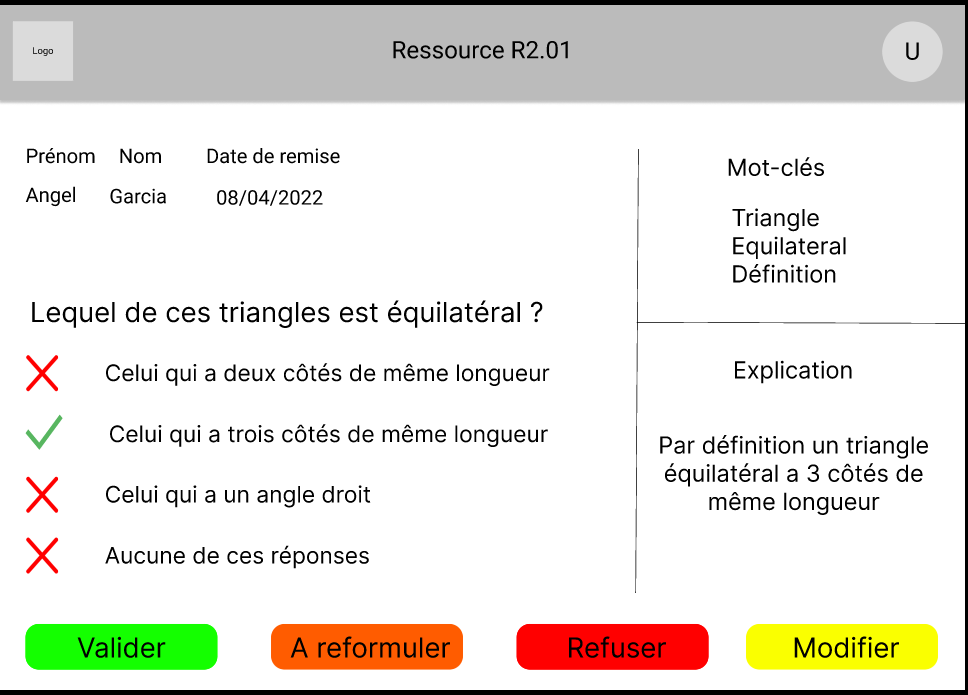 Logo
Ressource R2.01
U
Prénom Nom Date de remise
Angel Garcia 08/04/2022
Lequel de ces triangles est équilatéral ?
Celui qui a deux côtés de même longueur
Celui qui a trois côtés de même longueur
Celui qui a un angle droit
Aucune de ces réponses
Mot-clés
Triangle
Equilateral
Définition
Explication
Par définition un triangle
équilatéral a 3 côtés de
même longueur
Valider
A reformuler
Refuser
Modifier